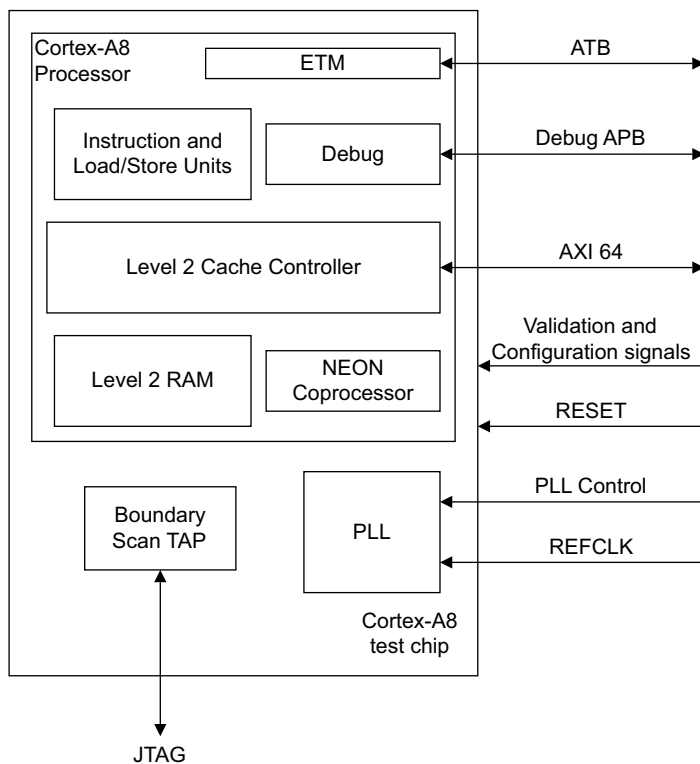 Cortex-A8
Processor
ETM
ATB
Instruction and
Load/Store Units
Debug
Debug APB
Level 2 Cache Controller
AXI 64
Validation and
Configuration signals
Level 2 RAM
NEON
Coprocessor
RESET
Boundary
Scan TAP
PLL
PLL Control
REFCLK
Cortex-A8
test chip
JTAG